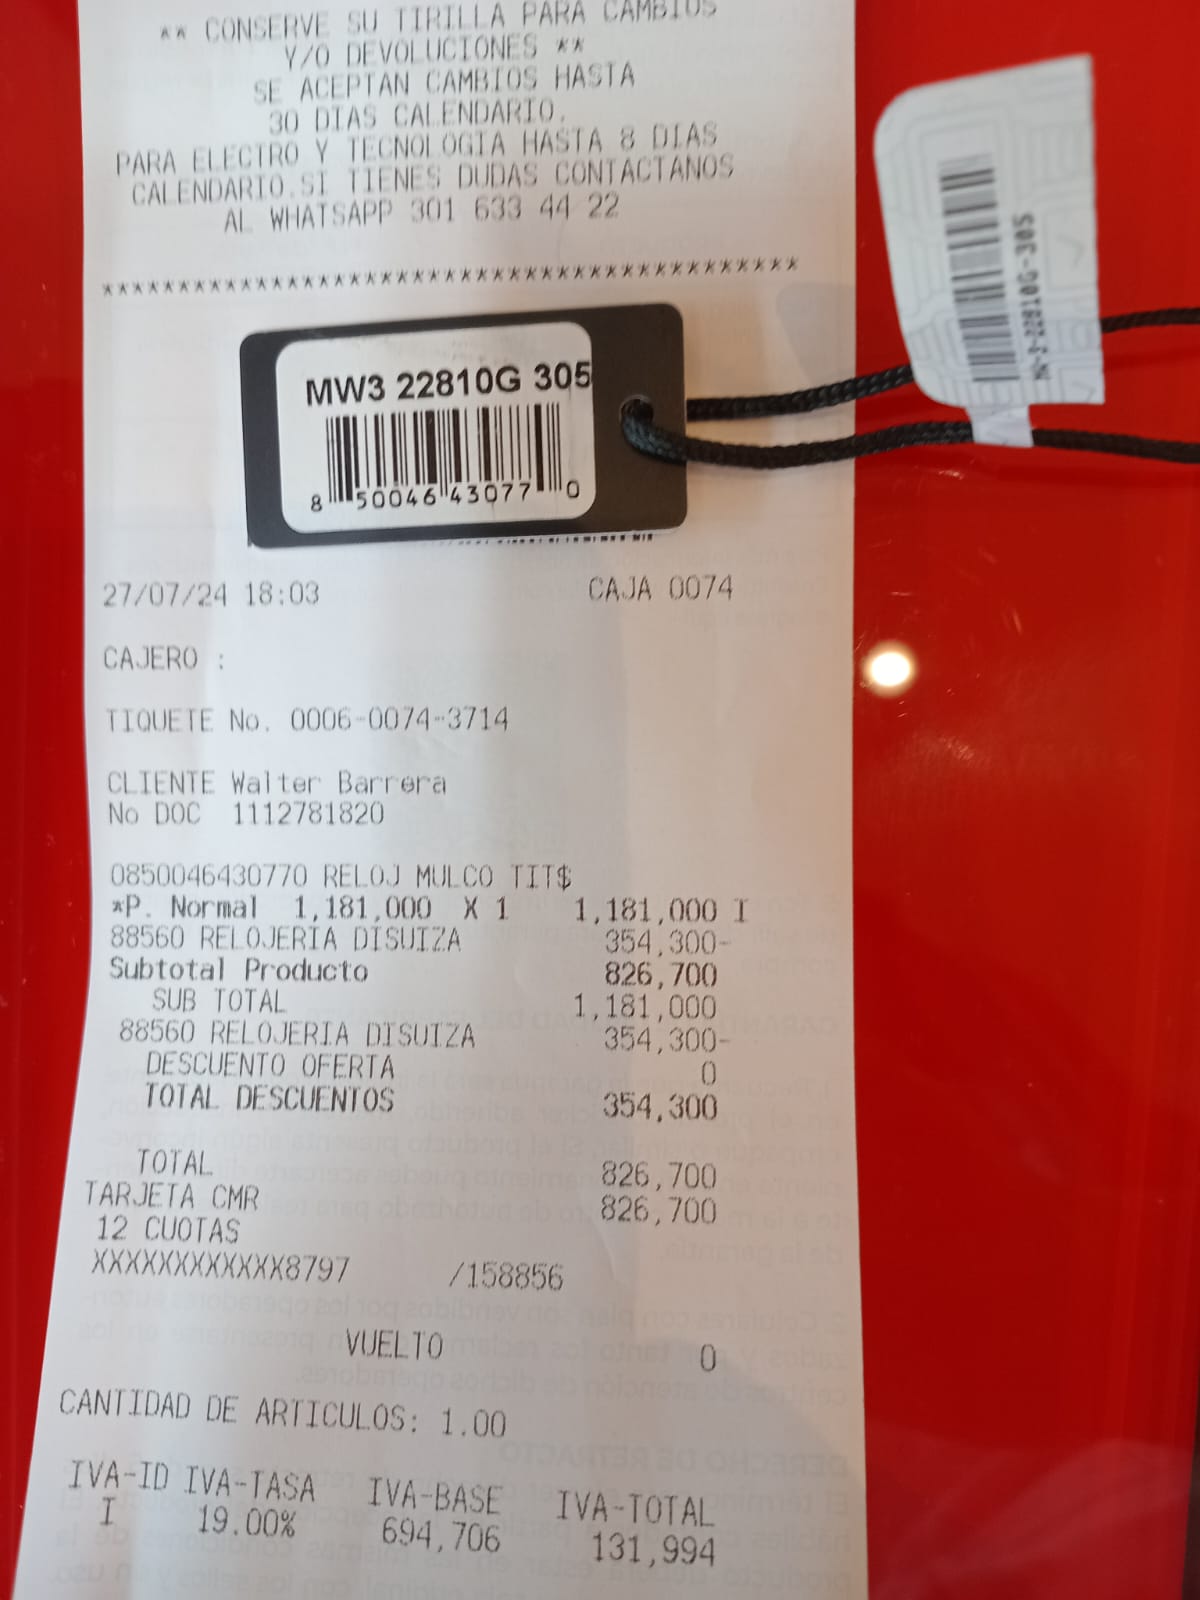 ** CONSERVE SU TIRILLA PARA CAMBIOS
Y/O DEVOLUCIONES **
SE ACEPTAN CAMBIOS HASTA
30 DIAS CALENDARIO.
PARA ELECTRO Y TECNOLOGIA HASTA 8 DIAS
CALENDARIO.SI TIENES DUDAS CONTACTANOS
AL WHATSAPP 301 633 44 22
*********************************************
MW3 22810G 305
8 50046 43077 0
MW-3-22810G-305
27/07/24 18:03 CAJA 0074
CAJERO :
TIQUETE No. 0006-0074-3714
CLIENTE Walter Barrera
No DOC 1112781820
0850046430770 RELOJ MULCO TIT$
*P. Normal 1,181,000 X 1 1,181,000 I
88560 RELOJERIA DISUIZA 354,300-
Subtotal Producto 826,700
SUB TOTAL 1,181,000
88560 RELOJERIA DISUIZA 354,300-
DESCUENTO OFERTA 0
TOTAL DESCUENTOS 354,300
TOTAL 826,700
TARJETA CMR 826,700
12 CUOTAS
XXXXXXXXXXXX8797 /158856
VUELTO 0
CANTIDAD DE ARTICULOS: 1.00
IVA-ID IVA-TASA IVA-BASE IVA-TOTAL
I 19.00% 694,706 131,994